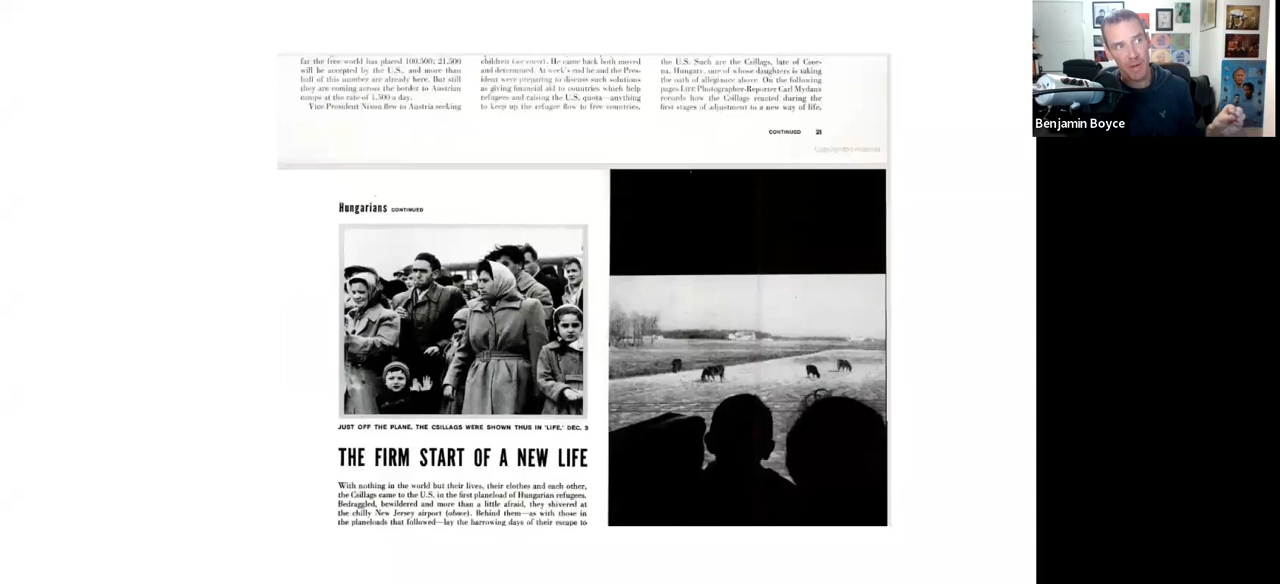 far the free world has placed 100,500; 21,500
will be accepted by the U.S., and more than
half of this number are already here. But still
they are coming across the border to Austrian
camps at the rate of 1,500 a day.
Vice President Nixon flew to Austria seeking
children (see cover). He came back both moved
and determined. At week's end he and the Pres-
ident were preparing to discuss such solutions
as giving financial aid to countries which help
refugees and raising the U.S. quota—anything
to keep up the refugee flow to free countries.
the U.S. Such are the Csillags, late of Csor-
na, Hungary, one of whose daughters is taking
the oath of allegiance above. On the following
pages LIFE Photographer-Reporter Carl Mydans
records how the Csillags reacted during the
first stages of adjustment to a new way of life.
CONTINUED 21
Copyrighted material
Hungarians CONTINUED
JUST OFF THE PLANE, THE CSILLAGS WERE SHOWN THUS IN 'LIFE,' DEC. 3
THE FIRM START OF A NEW LIFE
With nothing in the world but their lives, their clothes and each other,
the Csillags came to the U.S. in the first planeload of Hungarian refugees.
Bedraggled, bewildered and more than a little afraid, they shivered at
the chilly New Jersey airport (above). Behind them—as with those in
the planeloads that followed—lay the harrowing days of their escape to
Benjamin Boyce